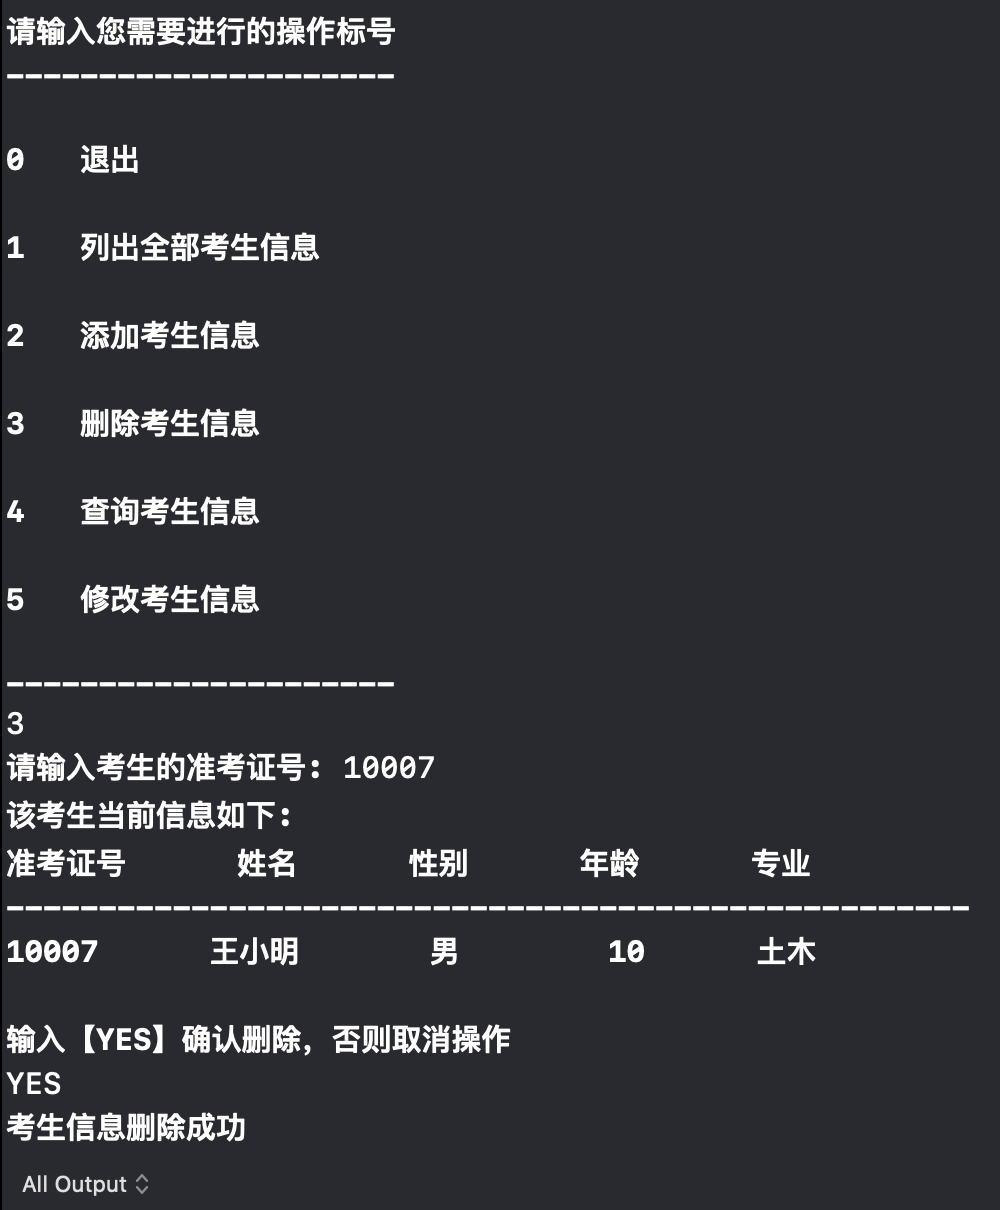 请输入您需要进行的操作标号
---------------------
0 退出
1 列出全部考生信息
2 添加考生信息
3 删除考生信息
4 查询考生信息
5 修改考生信息
---------------------
3
请输入考生的准考证号: 10007
该考生当前信息如下:
准考证号 姓名 性别 年龄 专业
----------------------------------------------------
10007 王小明 男 10 土木
输入【YES】确认删除，否则取消操作
YES
考生信息删除成功
All Output